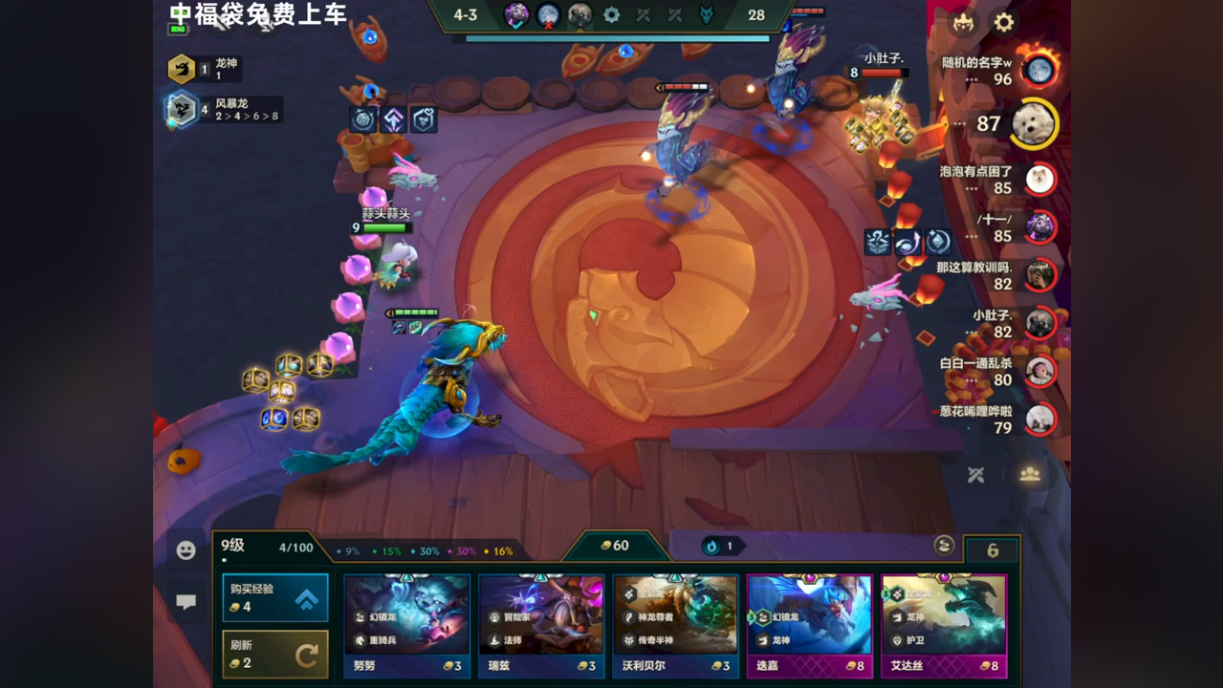 中福袋免费上车
4-3
28
1
龙神
1
4
风暴龙
2 > 4 > 6 > 8
小肚子.
8
蒜头蒜头
9
随机的名字w
96
87
泡泡有点困了
85
/十一/
85
那这算教训吗.
82
小肚子.
82
白白一通乱杀
80
葱花唏哩哗啦
79
9级
4/100
9%
15%
30%
30%
16%
60
1
6
购买经验
4
刷新
2
幻镜龙
重骑兵
努努
3
冒险家
法师
瑞兹
3
神龙尊者
传奇半神
沃利贝尔
3
幻镜龙
龙神
迭嘉
8
龙神
护卫
艾达丝
8